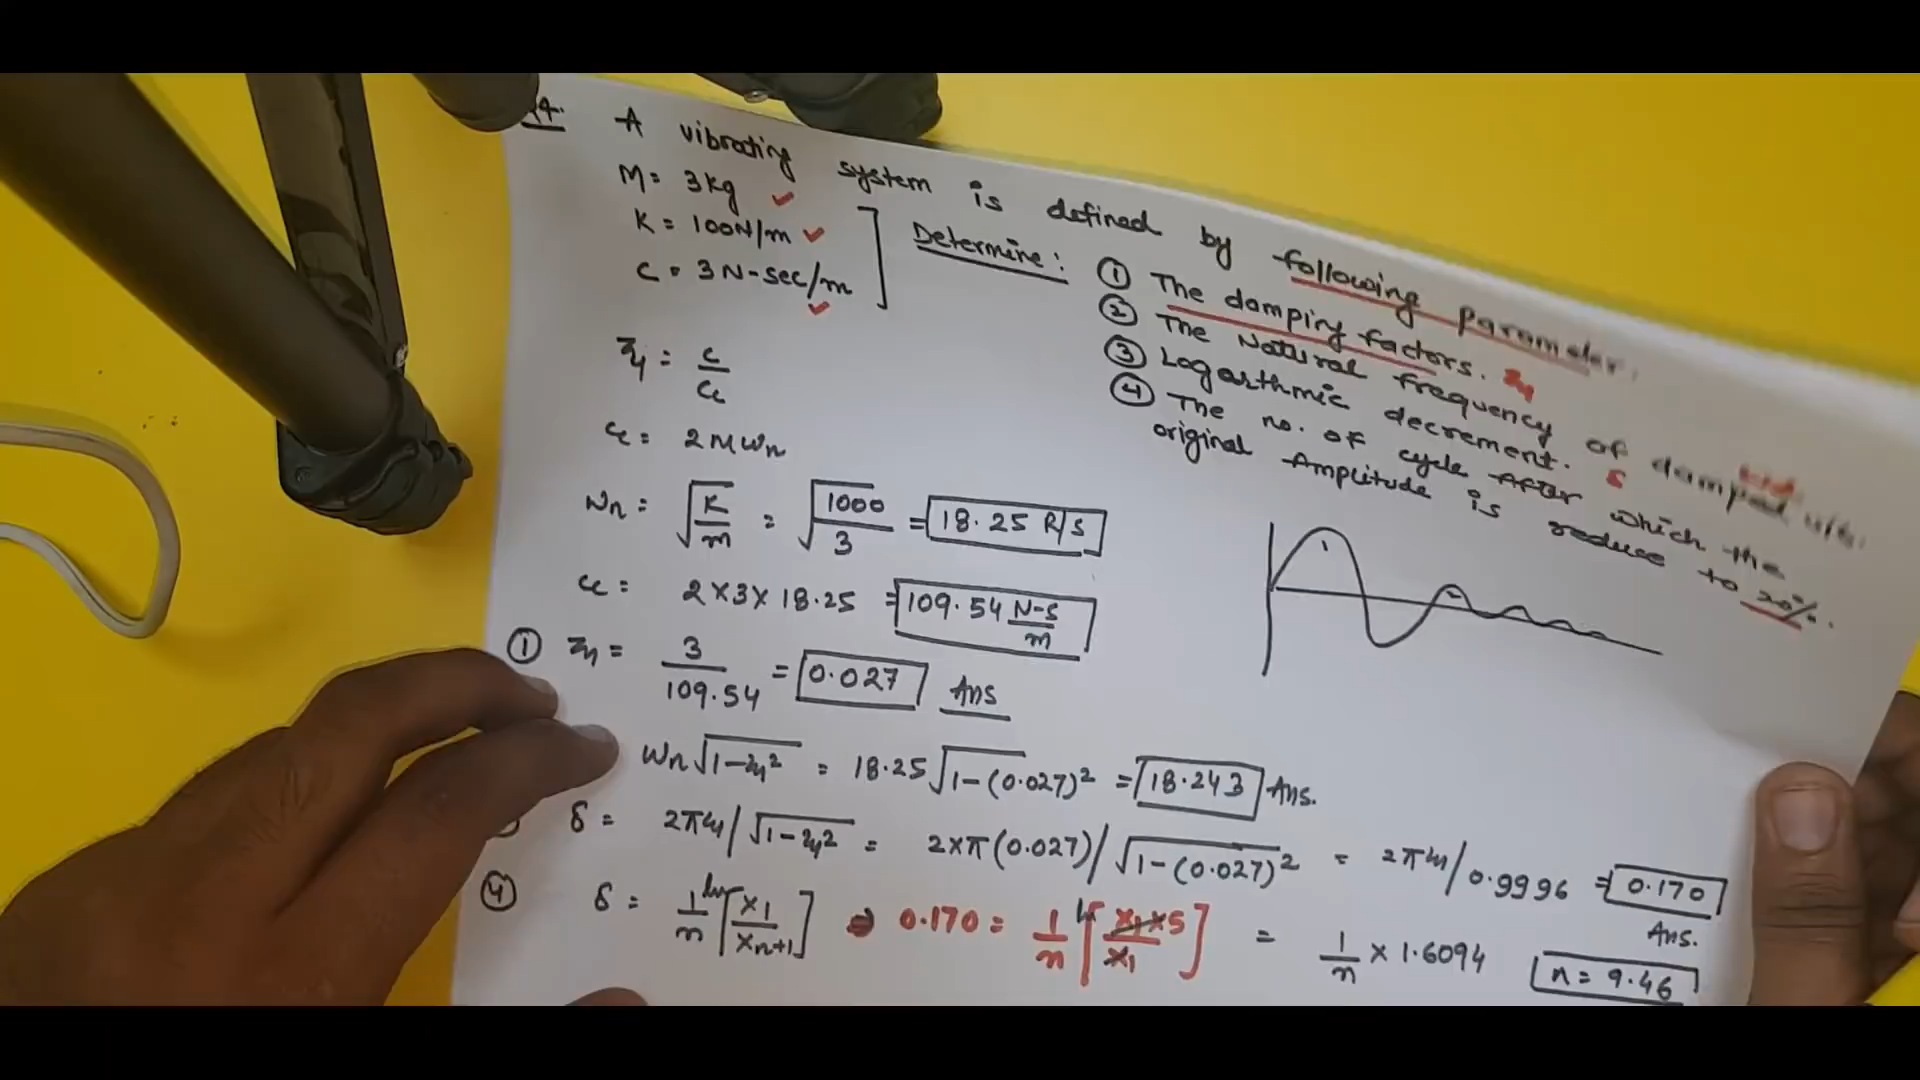 A vibrating system is defined by following parameter.
M = 3kg ✓
K = 100N/m ✓
C = 3 N-sec/m ✓
Determine:
① The damping factors. ξ
② The Natural frequency of damped
③ Logarthmic decrement. δ
④ The no. of cycle After which the
original Amplitude is reduce to 20%.
ξ = c/cc
cc = 2Mωn
ωn = √(K/m) = √(1000/3) = 18.25 R/S
cc = 2×3×18.25 = 109.54 N-s/m
① ξ = 3/109.54 = 0.027 Ans
ωn√(1-ξ²) = 18.25√(1-(0.027)²) = 18.243 Ans.
δ = 2πξ/√(1-ξ²) = 2×π(0.027)/√(1-(0.027)²) = 2πξ/0.9996 = 0.170
Ans.
④ δ = 1/n ln[x1/xn+1] ⇒ 0.170 = 1/n ln[x1×5/x1] = 1/n × 1.6094 n = 9.46